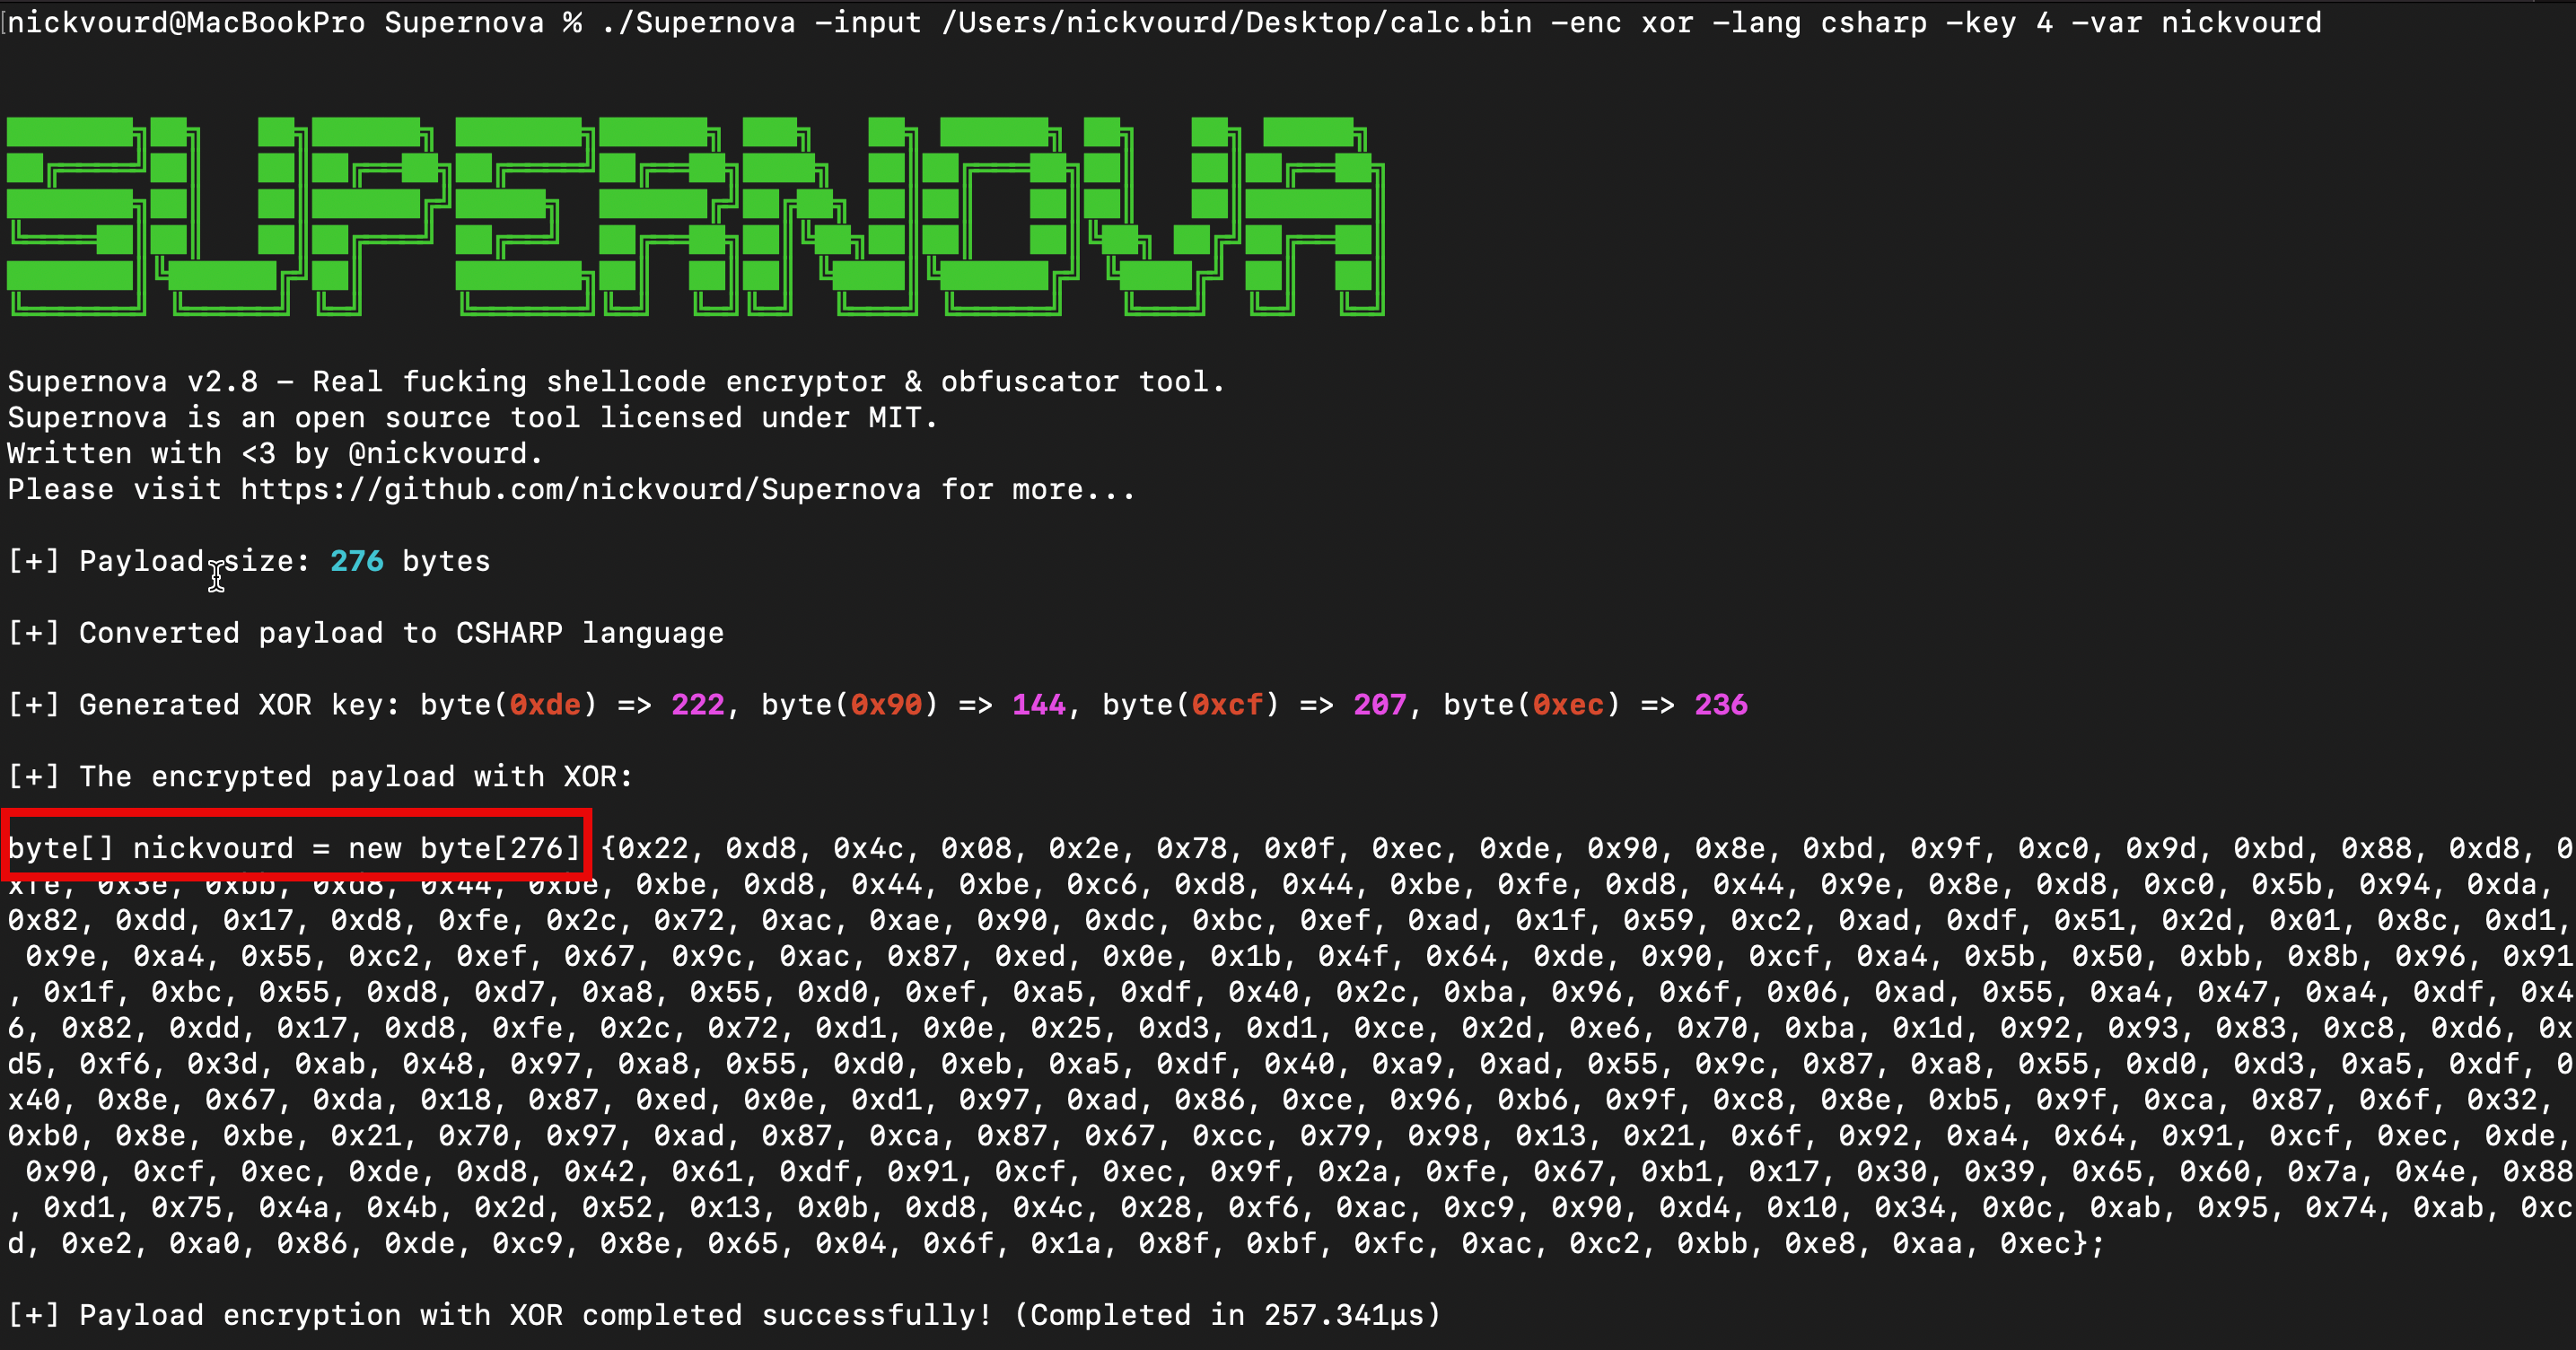 [nickvourd@MacBookPro Supernova % ./Supernova -input /Users/nickvourd/Desktop/calc.bin -enc xor -lang csharp -key 4 -var nickvourd
SUPERNOVA
Supernova v2.8 - Real fucking shellcode encryptor & obfuscator tool.
Supernova is an open source tool licensed under MIT.
Written with <3 by @nickvourd.
Please visit https://github.com/nickvourd/Supernova for more...
[+] Payload size: 276 bytes
[+] Converted payload to CSHARP language
[+] Generated XOR key: byte(0xde) => 222, byte(0x90) => 144, byte(0xcf) => 207, byte(0xec) => 236
[+] The encrypted payload with XOR:
byte[] nickvourd = new byte[276] {0x22, 0xd8, 0x4c, 0x08, 0x2e, 0x78, 0x0f, 0xec, 0xde, 0x90, 0x8e, 0xbd, 0x9f, 0xc0, 0x9d, 0xbd, 0x88, 0xd8, 0
xfe, 0x3e, 0xbb, 0xd8, 0x44, 0xbe, 0xbe, 0xd8, 0x44, 0xbe, 0xc6, 0xd8, 0x44, 0xbe, 0xfe, 0xd8, 0x44, 0x9e, 0x8e, 0xd8, 0xc0, 0x5b, 0x94, 0xda,
0x82, 0xdd, 0x17, 0xd8, 0xfe, 0x2c, 0x72, 0xac, 0xae, 0x90, 0xdc, 0xbc, 0xef, 0xad, 0x1f, 0x59, 0xc2, 0xad, 0xdf, 0x51, 0x2d, 0x01, 0x8c, 0xd1,
0x9e, 0xa4, 0x55, 0xc2, 0xef, 0x67, 0x9c, 0xac, 0x87, 0xed, 0x0e, 0x1b, 0x4f, 0x64, 0xde, 0x90, 0xcf, 0xa4, 0x5b, 0x50, 0xbb, 0x8b, 0x96, 0x91
, 0x1f, 0xbc, 0x55, 0xd8, 0xd7, 0xa8, 0x55, 0xd0, 0xef, 0xa5, 0xdf, 0x40, 0x2c, 0xba, 0x96, 0x6f, 0x06, 0xad, 0x55, 0xa4, 0x47, 0xa4, 0xdf, 0x4
6, 0x82, 0xdd, 0x17, 0xd8, 0xfe, 0x2c, 0x72, 0xd1, 0x0e, 0x25, 0xd3, 0xd1, 0xce, 0x2d, 0xe6, 0x70, 0xba, 0x1d, 0x92, 0x93, 0x83, 0xc8, 0xd6, 0x
d5, 0xf6, 0x3d, 0xab, 0x48, 0x97, 0xa8, 0x55, 0xd0, 0xeb, 0xa5, 0xdf, 0x40, 0xa9, 0xad, 0x55, 0x9c, 0x87, 0xa8, 0x55, 0xd0, 0xd3, 0xa5, 0xdf, 0
x40, 0x8e, 0x67, 0xda, 0x18, 0x87, 0xed, 0x0e, 0xd1, 0x97, 0xad, 0x86, 0xce, 0x96, 0xb6, 0x9f, 0xc8, 0x8e, 0xb5, 0x9f, 0xca, 0x87, 0x6f, 0x32,
0xb0, 0x8e, 0xbe, 0x21, 0x70, 0x97, 0xad, 0x87, 0xca, 0x87, 0x67, 0xcc, 0x79, 0x98, 0x13, 0x21, 0x6f, 0x92, 0xa4, 0x64, 0x91, 0xcf, 0xec, 0xde,
0x90, 0xcf, 0xec, 0xde, 0xd8, 0x42, 0x61, 0xdf, 0x91, 0xcf, 0xec, 0x9f, 0x2a, 0xfe, 0x67, 0xb1, 0x17, 0x30, 0x39, 0x65, 0x60, 0x7a, 0x4e, 0x88
, 0xd1, 0x75, 0x4a, 0x4b, 0x2d, 0x52, 0x13, 0x0b, 0xd8, 0x4c, 0x28, 0xf6, 0xac, 0xc9, 0x90, 0xd4, 0x10, 0x34, 0x0c, 0xab, 0x95, 0x74, 0xab, 0xc
d, 0xe2, 0xa0, 0x86, 0xde, 0xc9, 0x8e, 0x65, 0x04, 0x6f, 0x1a, 0x8f, 0xbf, 0xfc, 0xac, 0xc2, 0xbb, 0xe8, 0xaa, 0xec};
[+] Payload encryption with XOR completed successfully! (Completed in 257.341µs)